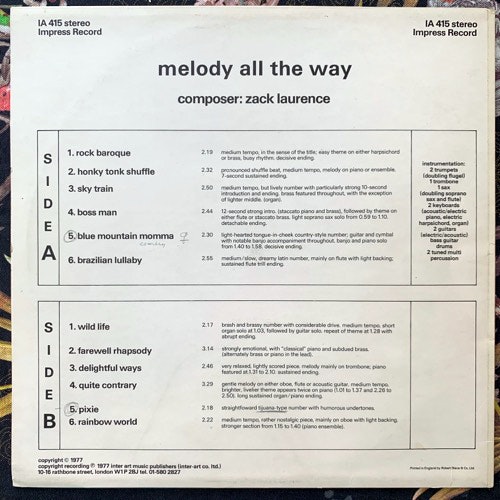 IA 415 stereo
Impress Record
IA 415 stereo
Impress Record
melody all the way
composer: zack laurence
SIDE A
1. rock baroque 2.19 medium tempo, in the sense of the title; easy theme on either harpsichord
or brass, busy rhythm. decisive ending.
2. honky tonk shuffle 2.32 pronounced shuffle beat, medium tempo, melody on piano or ensemble.
7-second sustained ending.
3. sky train 2.50 medium tempo, but lively number with particularly strong 10-second
introduction and ending. brass featured throughout, with the exception
of lighter middle. (organ).
4. boss man 2.44 12-second strong intro. (staccato piano and brass), followed by theme on
either flute or staccato brass. light soprano sax solo from 0.59 to 1.10.
detachable ending.
5. blue mountain momma 2.30 light-hearted tongue-in-cheek country-style number; guitar and cymbal
with notable banjo accompaniment throughout. banjo and piano solo
from 1.40 to 1.58. decisive ending.
country
6. brazilian lullaby 2.55 medium/slow, dreamy latin number, mainly on flute with light backing;
sustained flute trill ending.
instrumentation:
2 trumpets
(doubling flugel)
1 trombone
1 sax
(doubling soprano
sax and flute)
2 keyboards
(acoustic/electric
piano, electric
harpsichord, organ)
2 guitars
(electric/acoustic)
bass guitar
drums
2 tuned multi
percussion
SIDE B
1. wild life 2.17 brash and brassy number with considerable drive. medium tempo, short
organ solo at 1.03, followed by guitar solo. repeat of theme at 1.28 with
abrupt ending.
2. farewell rhapsody 3.14 strongly emotional, with "classical" piano and subdued brass.
(alternately brass or piano in the lead).
3. delightful ways 2.46 very relaxed, lightly scored piece. melody mainly on trombone; piano
featured at 1.31 to 2.10. sustained ending.
4. quite contrary 3.29 gentle melody on either oboe, flute or acoustic guitar, medium tempo.
brighter, livelier theme appears twice on piano (1.01 to 1.37 and 2.28 to
2.50). long sustained organ/piano ending.
5. pixie 2.18 straightforward tijuana-type number with humourous undertones.
6. rainbow world 2.22 medium tempo, rather nostalgic piece, mainly on oboe with light backing;
stronger section from 1.15 to 1.40 (piano ensemble).
copyright © 1977
copyright recording ℗ 1977 inter art music publishers (inter-art co. ltd.)
10-16 rathbone street, london W1P 2BJ tel. 01-580 2827
Printed in England by Robert Stace & Co. Ltd.